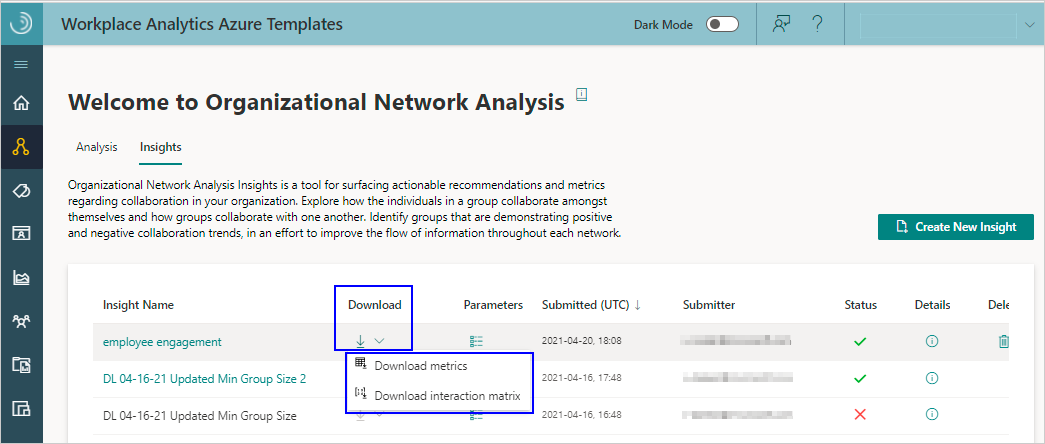 Workplace Analytics Azure Templates
Dark Mode
?
Welcome to Organizational Network Analysis
Analysis Insights
Organizational Network Analysis Insights is a tool for surfacing actionable recommendations and metrics
regarding collaboration in your organization. Explore how the individuals in a group collaborate amongst
themselves and how groups collaborate with one another. Identify groups that are demonstrating positive
and negative collaboration trends, in an effort to improve the flow of information throughout each network.
Create New Insight
Insight Name Download Parameters Submitted (UTC) ↓ Submitter Status Details Dele
employee engagement 2021-04-20, 18:08
Download metrics
DL 04-16-21 Updated Min Group Size 2 2021-04-16, 17:48
Download interaction matrix
DL 04-16-21 Updated Min Group Size 2021-04-16, 16:48